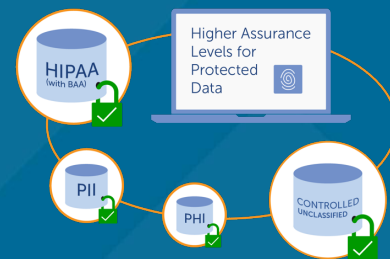 Higher Assurance
Levels for
Protected
Data
HIPAA
(with BAA)
PII
PHI
CONTROLLED
UNCLASSIFIED